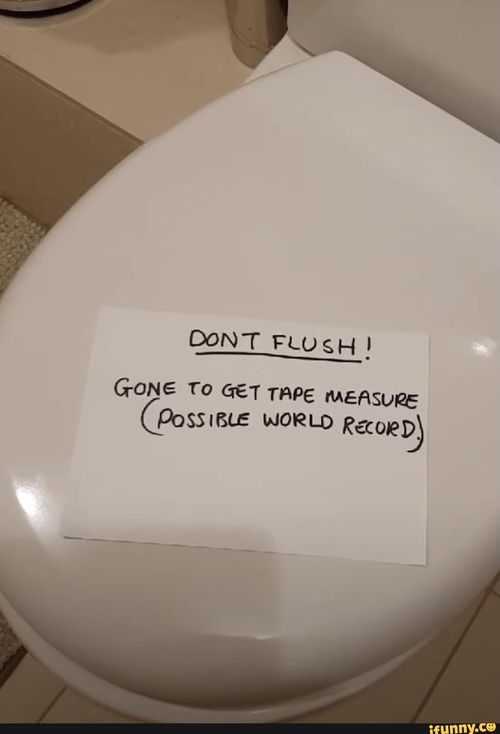 DONT FLUSH!
GONE TO GET TAPE MEASURE
(POSSIBLE WORLD RECORD.)
ifunny.co